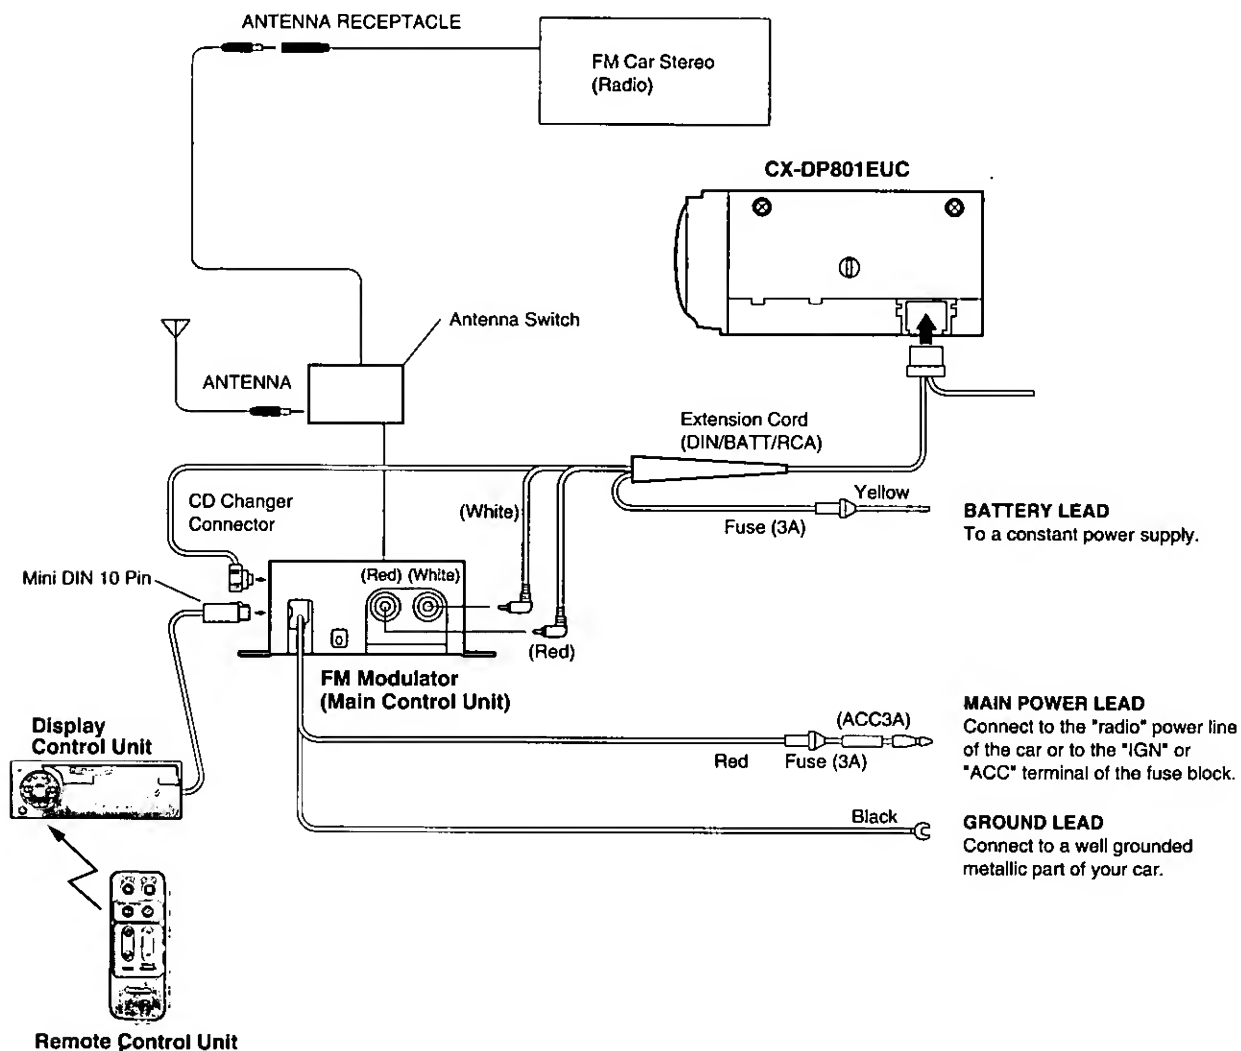 ANTENNA RECEPTACLE
FM Car Stereo
(Radio)
CX-DP801EUC
Antenna Switch
ANTENNA
Extension Cord
(DIN/BATT/RCA)
CD Changer
Connector
(White)
Yellow
Fuse (3A)
BATTERY LEAD
To a constant power supply.
Mini DIN 10 Pin
(Red) (White)
(Red)
FM Modulator
(Main Control Unit)
Display
Control Unit
(ACC3A)
Red
Fuse (3A)
MAIN POWER LEAD
Connect to the "radio" power line
of the car or to the "IGN" or
"ACC" terminal of the fuse block.
Black
GROUND LEAD
Connect to a well grounded
metallic part of your car.
Remote Control Unit